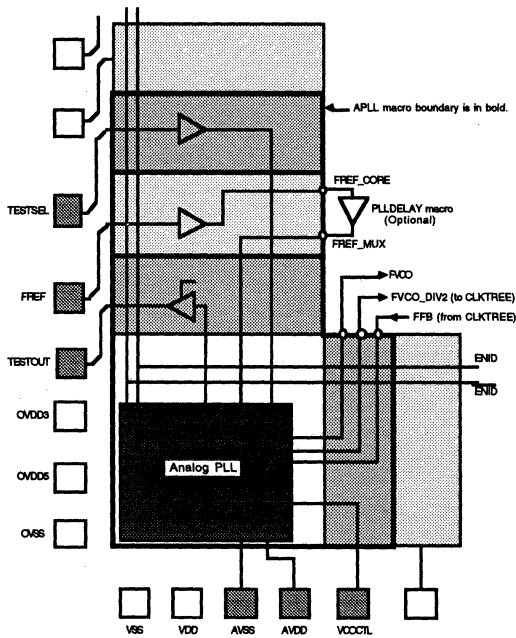 APLL macro boundary is in bold.
FREF_CORE
TESTSEL
PLLDELAY macro
(Optional)
FREF_MUX
FVCO
FREF
FVCO_DIV2 (to CLKTREE)
FFB (from CLKTREE)
TESTOUT
ENID
ENID
OVDD3
Analog PLL
OVDD5
OVSS
VSS
VDD
AVSS
AVDD
VCOCTL